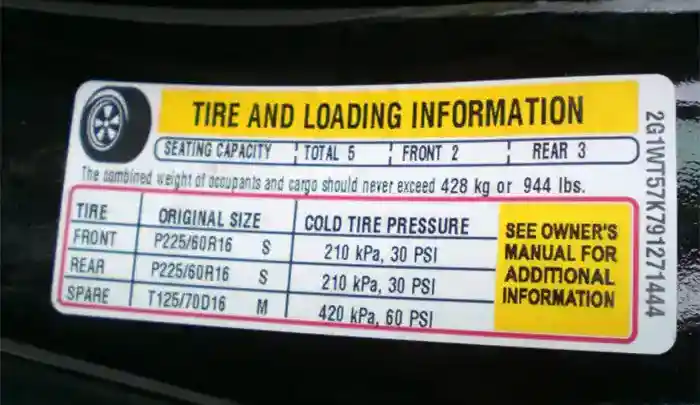 TIRE AND LOADING INFORMATION
SEATING CAPACITY TOTAL 5 FRONT 2 REAR 3
The combined weight of occupants and cargo should never exceed 428 kg or 944 lbs.
TIRE ORIGINAL SIZE COLD TIRE PRESSURE
FRONT P225/60R16 S 210 kPa, 30 PSI
REAR P225/60R16 S 210 kPa, 30 PSI
SPARE T125/70D16 M 420 kPa, 60 PSI
SEE OWNER'S
MANUAL FOR
ADDITIONAL
INFORMATION
2G1WT57K791271444